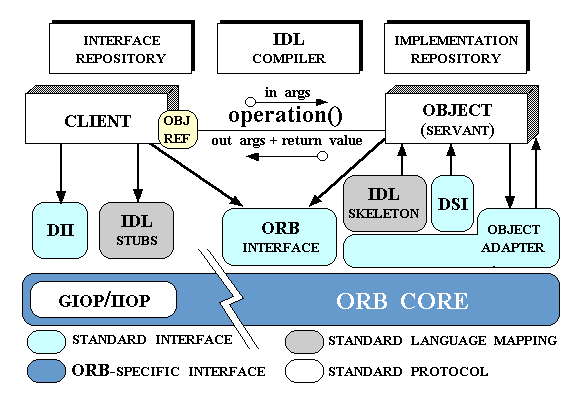 INTERFACE
REPOSITORY
IDL
COMPILER
IMPLEMENTATION
REPOSITORY
in args
operation()
out args + return value
CLIENT
OBJ
REF
OBJECT
(SERVANT)
DII
IDL
STUBS
ORB
INTERFACE
IDL
SKELETON
DSI
OBJECT
ADAPTER
GIOP/IIOP
ORB CORE
STANDARD INTERFACE
STANDARD LANGUAGE MAPPING
ORB-SPECIFIC INTERFACE
STANDARD PROTOCOL